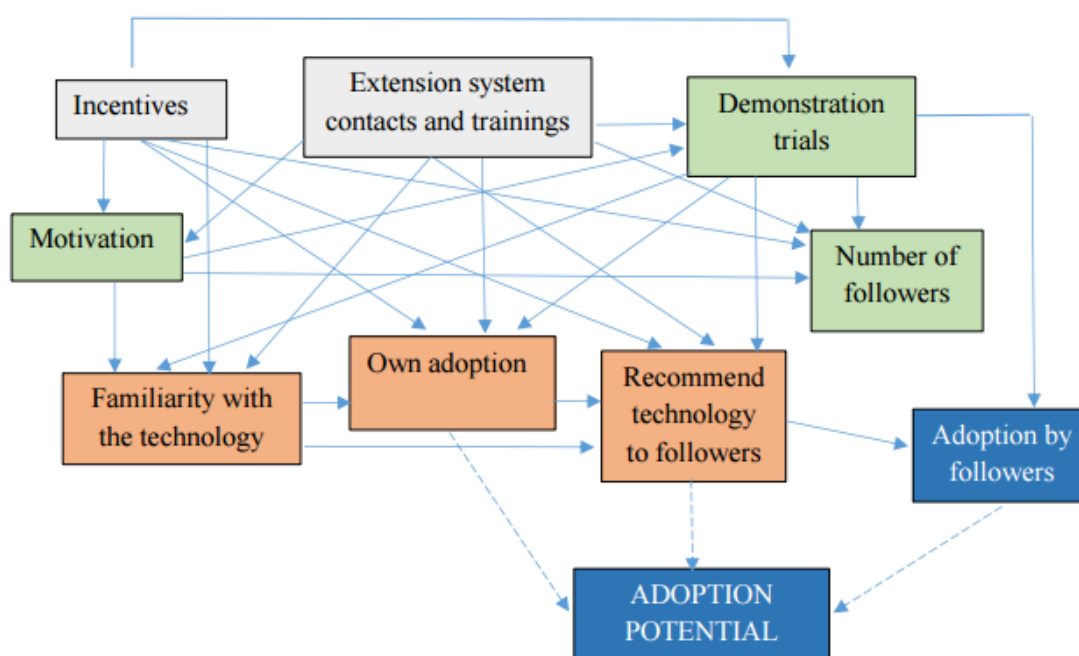 Incentives
Extension system
contacts and trainings
Demonstration
trials
Motivation
Number of
followers
Own adoption
Familiarity with
the technology
Recommend
technology
to followers
Adoption by
followers
ADOPTION
POTENTIAL